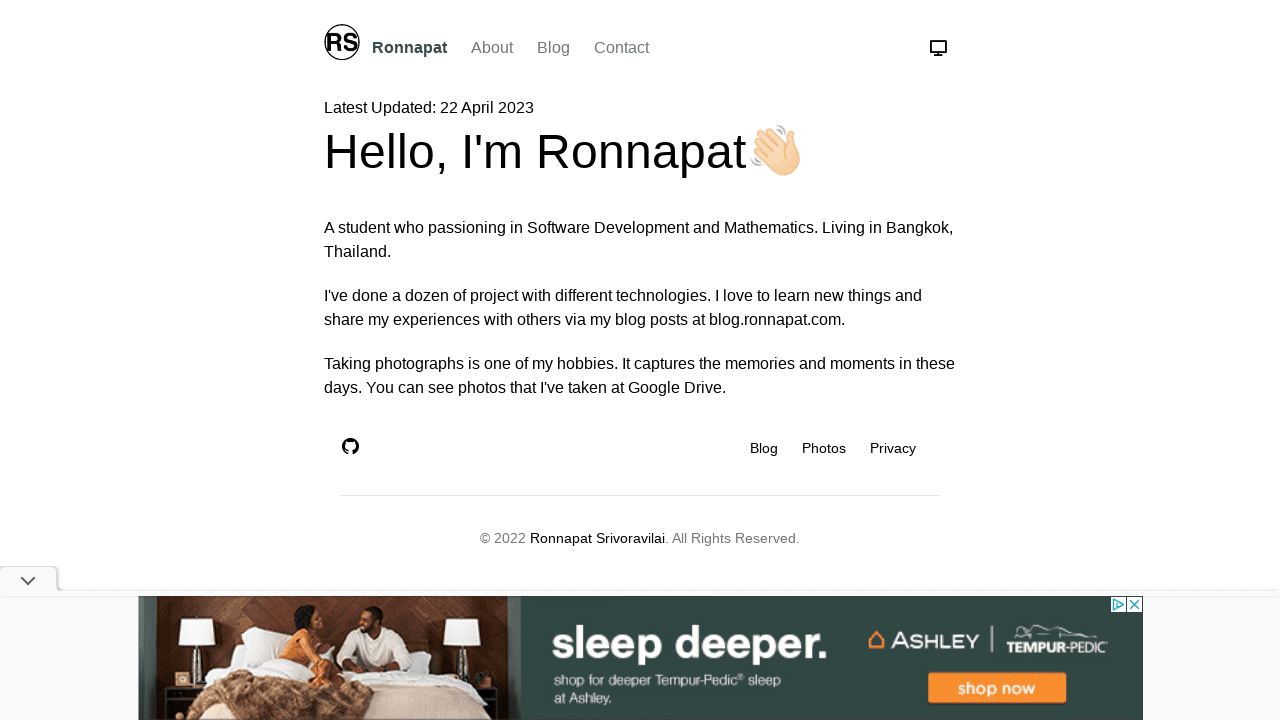 RS Ronnapat About Blog Contact
Latest Updated: 22 April 2023
Hello, I'm Ronnapat👋🏻
A student who passioning in Software Development and Mathematics. Living in Bangkok,
Thailand.
I've done a dozen of project with different technologies. I love to learn new things and
share my experiences with others via my blog posts at blog.ronnapat.com.
Taking photographs is one of my hobbies. It captures the memories and moments in these
days. You can see photos that I've taken at Google Drive.
Blog Photos Privacy
© 2022 Ronnapat Srivoravilai. All Rights Reserved.
sleep deeper.
shop for deeper Tempur-Pedic® sleep
at Ashley.
ASHLEY | TEMPUR-PEDIC
shop now